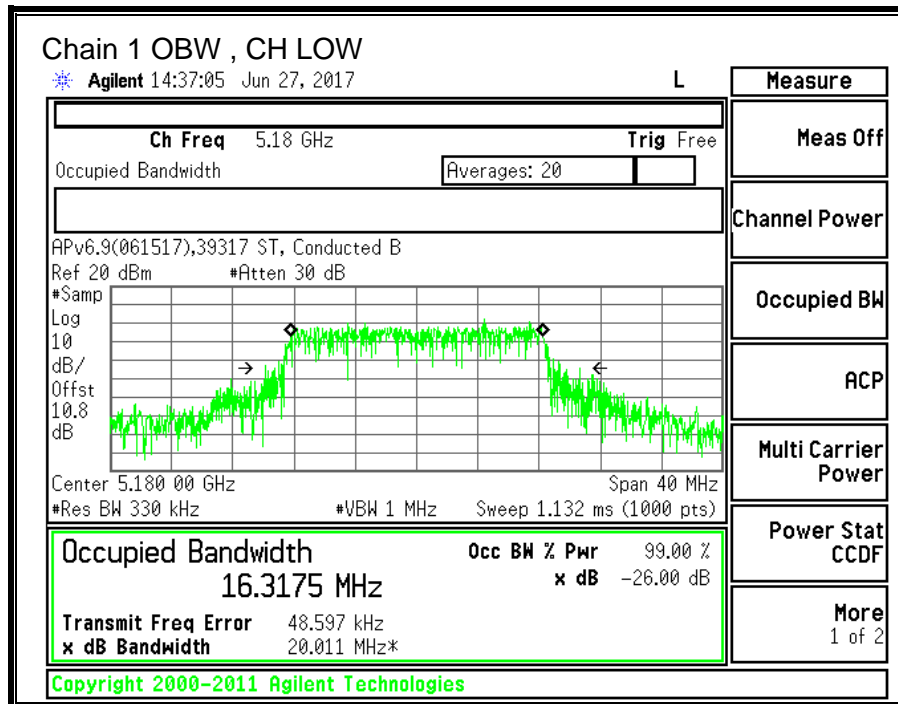 Chain 1 OBW , CH LOW
Agilent 14:37:05 Jun 27, 2017 L
Measure
Ch Freq 5.18 GHz Trig Free
Meas Off
Occupied Bandwidth Averages: 20
Channel Power
APv6.9(061517),39317 ST, Conducted B
Ref 20 dBm #Atten 30 dB
#Samp
Log
10
dB/
Offst
10.8
dB
Occupied BW
ACP
Multi Carrier
Power
Center 5.180 00 GHz Span 40 MHz
#Res BW 330 kHz #VBW 1 MHz Sweep 1.132 ms (1000 pts)
Power Stat
CCDF
Occupied Bandwidth Occ BW % Pwr 99.00 %
16.3175 MHz x dB -26.00 dB
Transmit Freq Error 48.597 kHz
x dB Bandwidth 20.011 MHz*
More
1 of 2
Copyright 2000-2011 Agilent Technologies